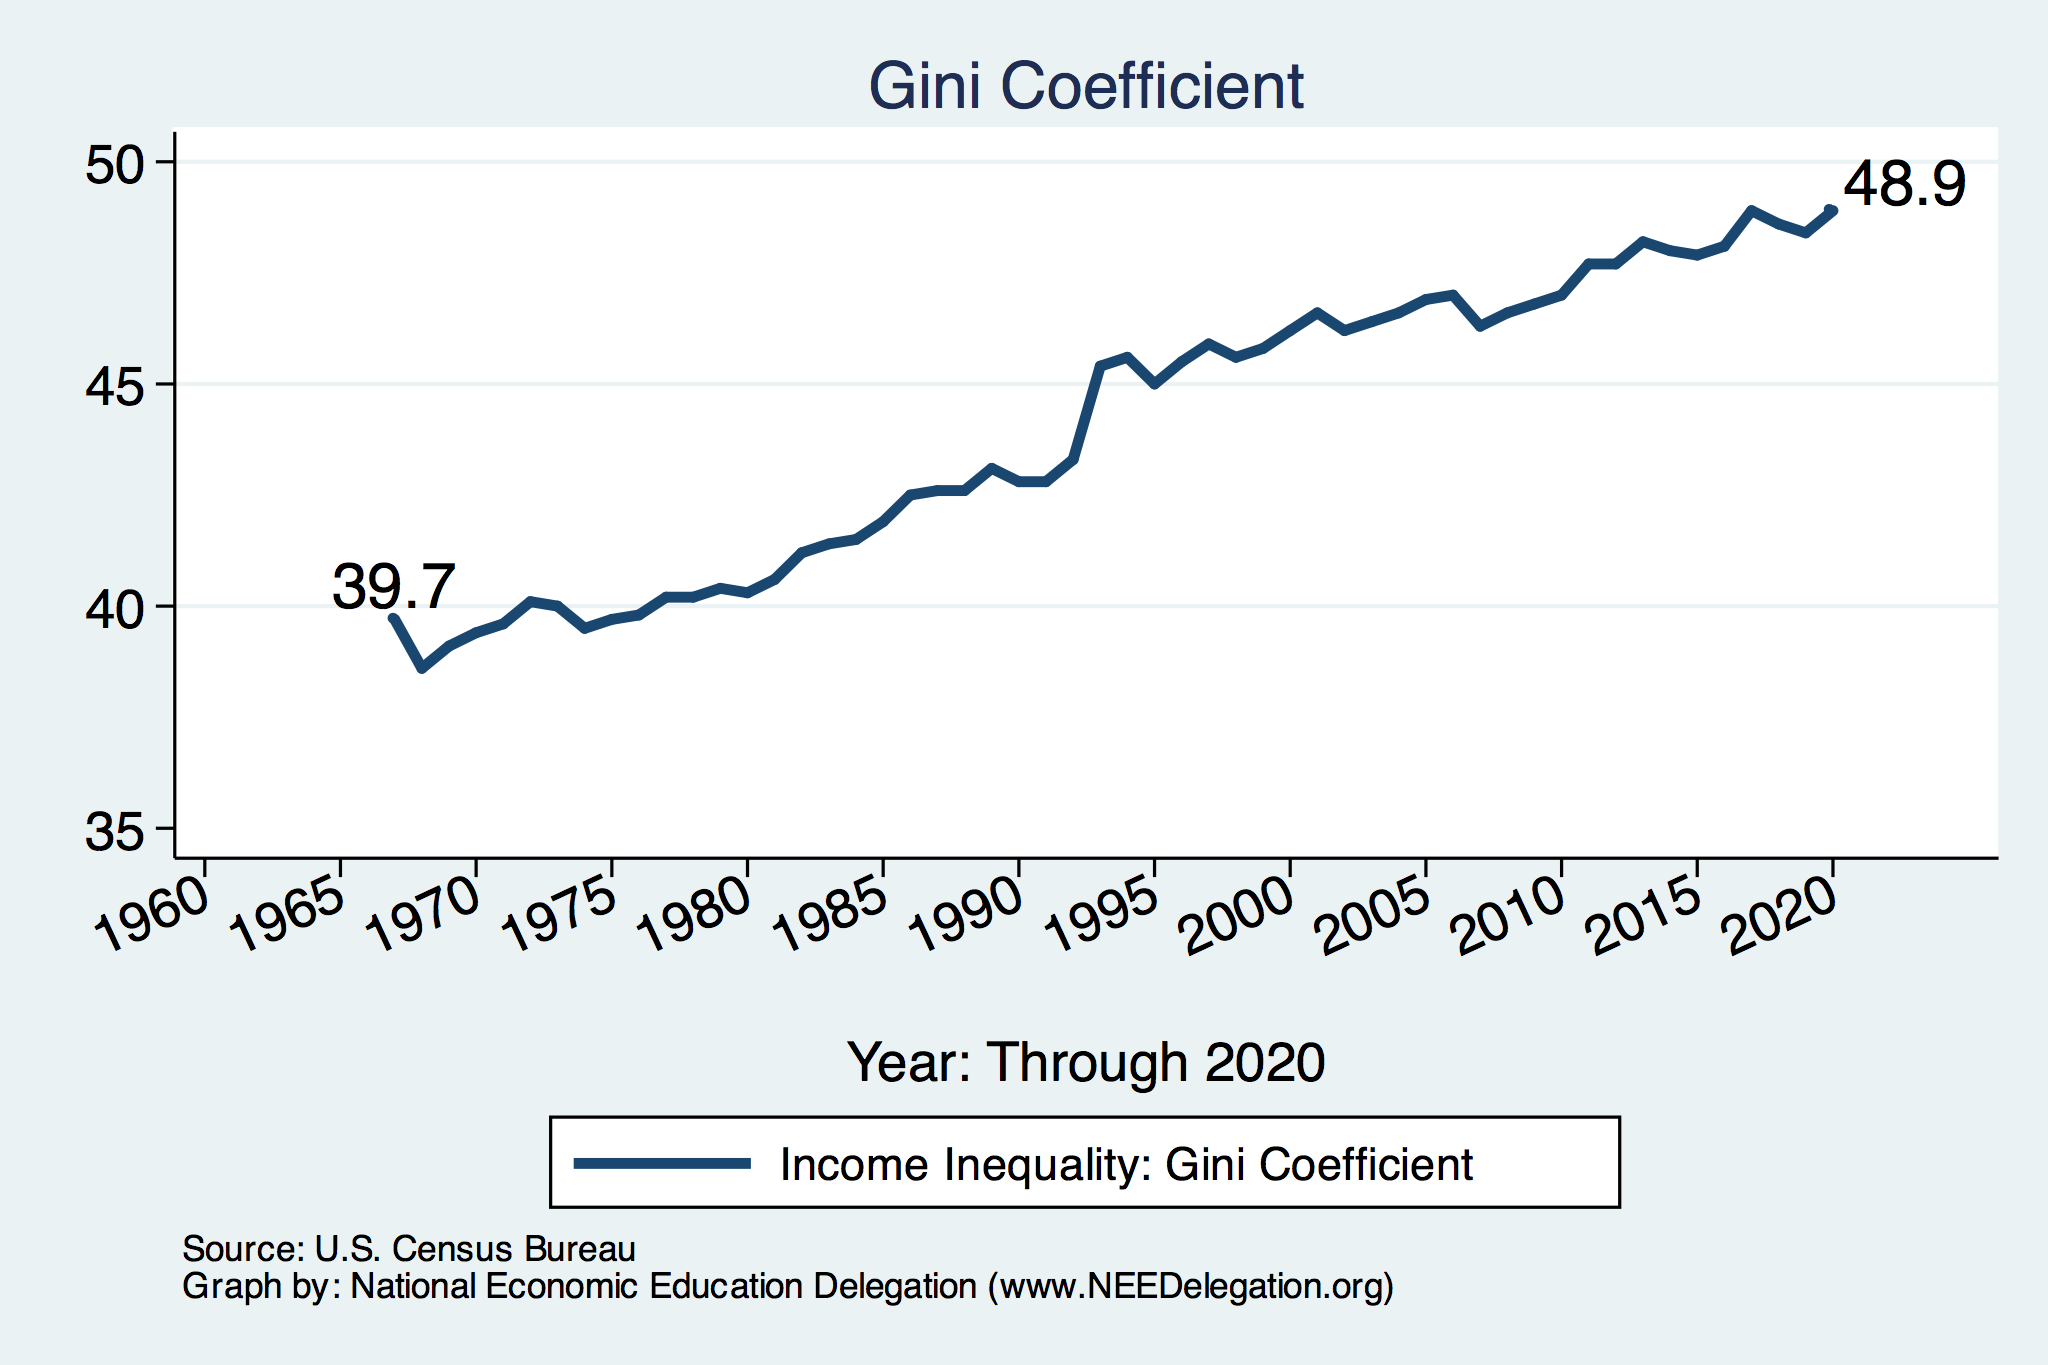 Gini Coefficient
50
48.9
45
39.7
40
35
1960 1965 1970 1975 1980 1985 1990 1995 2000 2005 2010 2015 2020
Year: Through 2020
Income Inequality: Gini Coefficient
Source: U.S. Census Bureau
Graph by: National Economic Education Delegation (www.NEEDelegation.org)